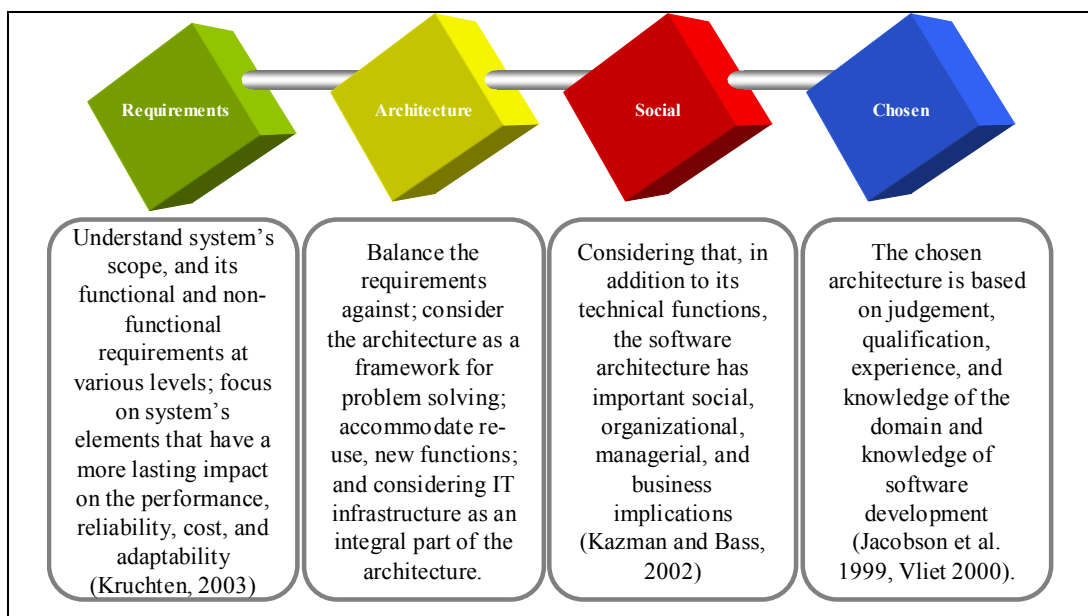 Requirements
Architecture
Social
Chosen
Understand system's
scope, and its
functional and non-
functional
requirements at
various levels; focus
on system's
elements that have a
more lasting impact
on the performance,
reliability, cost, and
adaptability
(Kruchten, 2003)
Balance the
requirements
against; consider
the architecture as a
framework for
problem solving;
accommodate re-
use, new functions;
and considering IT
infrastructure as an
integral part of the
architecture.
Considering that, in
addition to its
technical functions,
the software
architecture has
important social,
organizational,
managerial, and
business
implications
(Kazman and Bass,
2002)
The chosen
architecture is based
on judgement,
qualification,
experience, and
knowledge of the
domain and
knowledge of
software
development
(Jacobson et al.
1999, Vliet 2000).